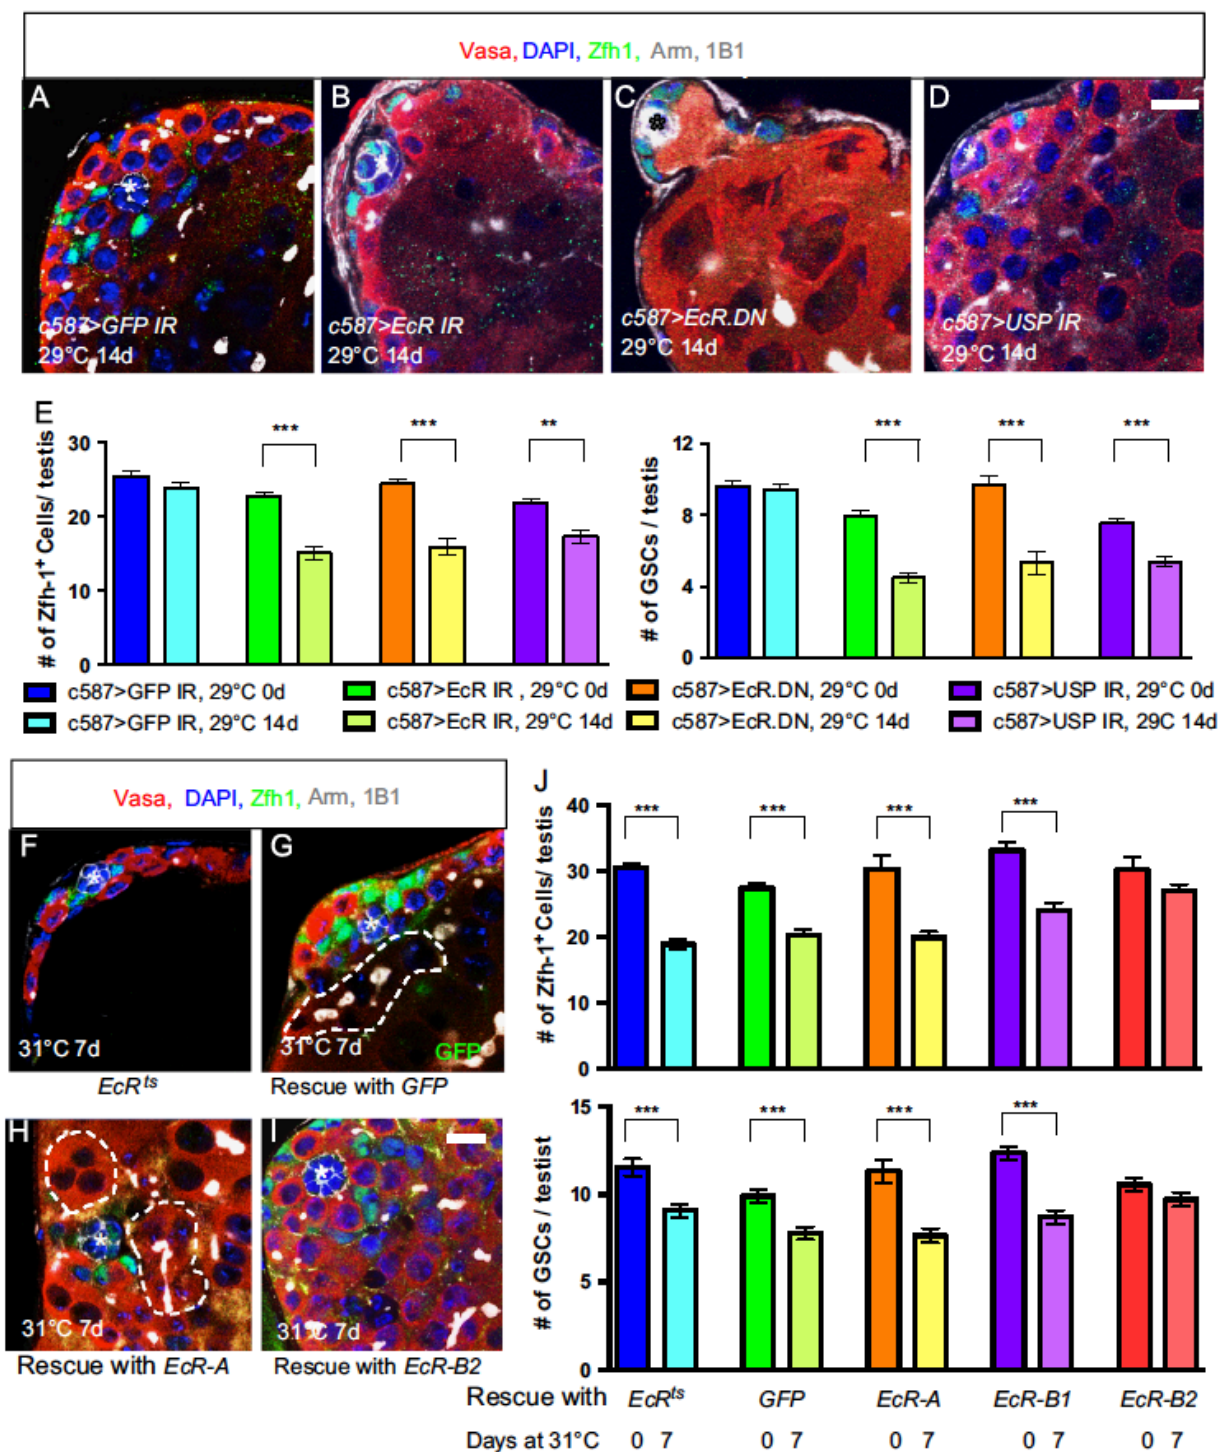 Vasa, DAPI, Zfh1, Arm, 1B1
A
c587>GFP IR
29°C 14d
B
c587>EcR IR
29°C 14d
C
c587>EcR.DN
29°C 14d
D
c587>USP IR
29°C 14d
E
# of Zfh-1+ Cells/ testis
30
20
10
0
***
***
**
# of GSCs / testis
12
8
4
0
***
***
***
c587>GFP IR, 29°C 0d
c587>EcR IR , 29°C 0d
c587>EcR.DN, 29°C 0d
c587>USP IR, 29°C 0d
c587>GFP IR, 29°C 14d
c587>EcR IR, 29°C 14d
c587>EcR.DN, 29°C 14d
c587>USP IR, 29C 14d
Vasa, DAPI, Zfh1, Arm, 1B1
F
31°C 7d
EcR ts
G
31°C 7d
GFP
Rescue with GFP
H
31°C 7d
Rescue with EcR-A
I
31°C 7d
Rescue with EcR-B2
J
# of Zfh-1+ Cells/ testis
40
30
20
10
0
***
***
***
***
# of GSCs / testist
15
10
5
0
***
***
***
***
Rescue with EcR ts GFP EcR-A EcR-B1 EcR-B2
Days at 31°C 0 7 0 7 0 7 0 7 0 7